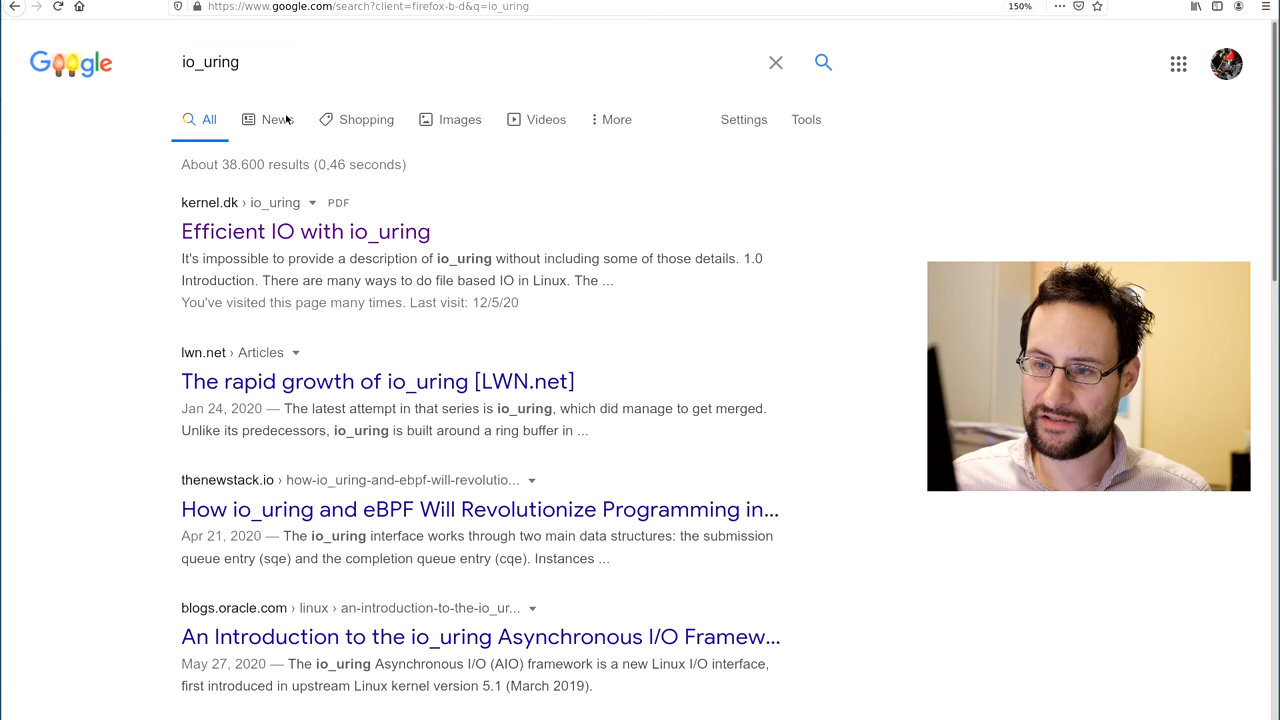 https://www.google.com/search?client=firefox-b-d&q=io_uring
150%
Google
io_uring
All
News
Shopping
Images
Videos
More
Settings
Tools
About 38.600 results (0,46 seconds)
kernel.dk › io_uring PDF
Efficient IO with io_uring
It's impossible to provide a description of io_uring without including some of those details. 1.0
Introduction. There are many ways to do file based IO in Linux. The ...
You've visited this page many times. Last visit: 12/5/20
lwn.net › Articles
The rapid growth of io_uring [LWN.net]
Jan 24, 2020 — The latest attempt in that series is io_uring, which did manage to get merged.
Unlike its predecessors, io_uring is built around a ring buffer in ...
thenewstack.io › how-io_uring-and-ebpf-will-revolutio...
How io_uring and eBPF Will Revolutionize Programming in...
Apr 21, 2020 — The io_uring interface works through two main data structures: the submission
queue entry (sqe) and the completion queue entry (cqe). Instances ...
blogs.oracle.com › linux › an-introduction-to-the-io_ur...
An Introduction to the io_uring Asynchronous I/O Framew...
May 27, 2020 — The io_uring Asynchronous I/O (AIO) framework is a new Linux I/O interface,
first introduced in upstream Linux kernel version 5.1 (March 2019).